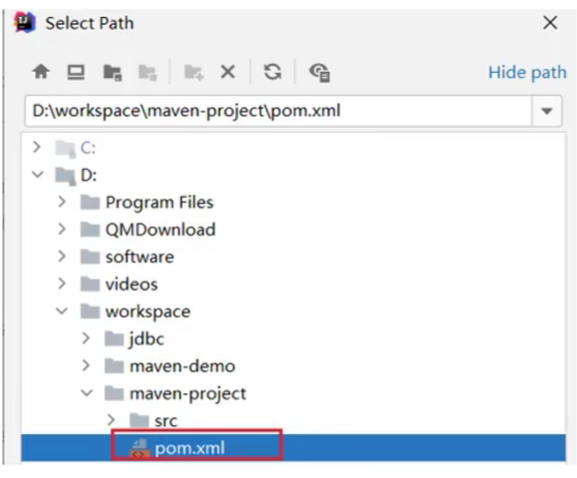 Select Path
Hide path
D:\workspace\maven-project\pom.xml
C:
D:
Program Files
QMDownload
software
videos
workspace
jdbc
maven-demo
maven-project
src
pom.xml